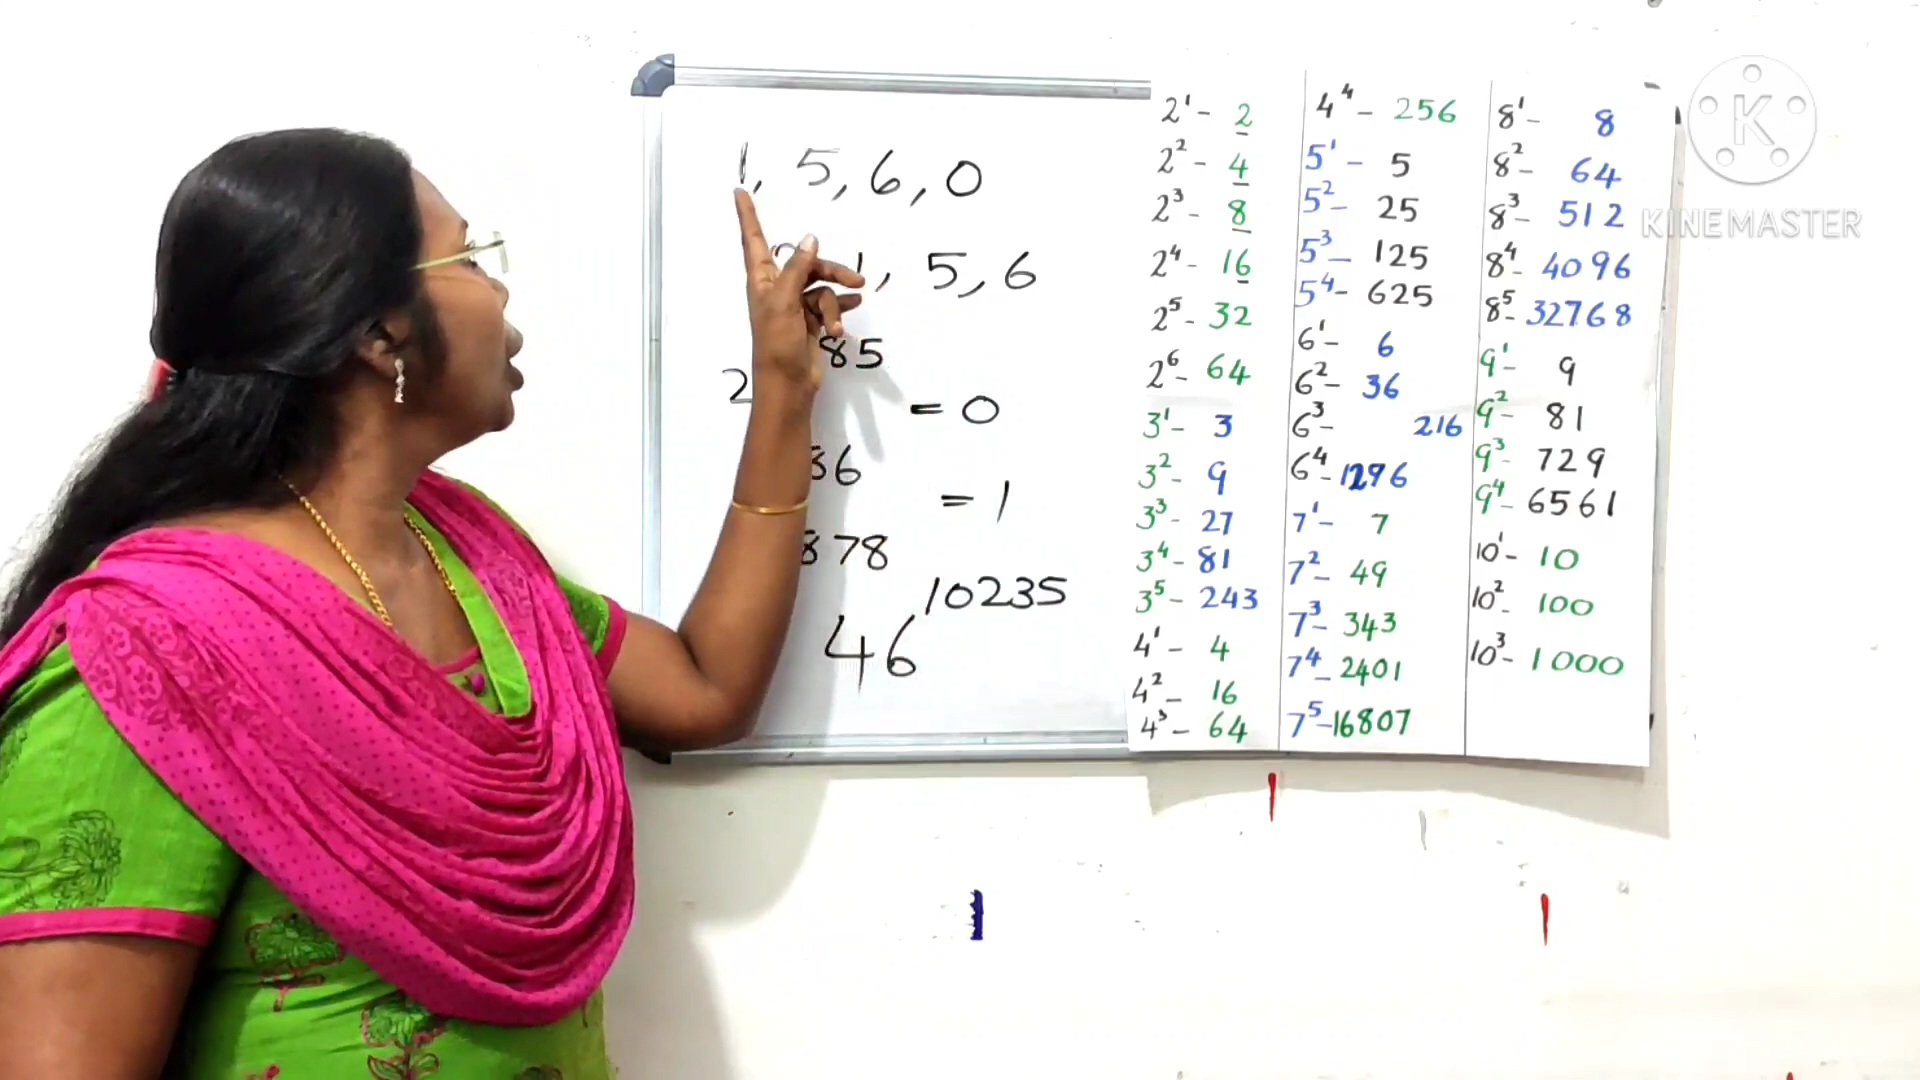 1, 5, 6, 0
1, 5, 6
85
2
= 0
86
= 1
878
10235
46
2¹ - 2
2² - 4
2³ - 8
2⁴ - 16
2⁵ - 32
2⁶ - 64
3¹ - 3
3² - 9
3³ - 27
3⁴ - 81
3⁵ - 243
4¹ - 4
4² - 16
4³ - 64
4⁴ - 256
5¹ - 5
5² - 25
5³ - 125
5⁴ - 625
6¹ - 6
6² - 36
6³ - 216
6⁴ - 1296
7¹ - 7
7² - 49
7³ - 343
7⁴ - 2401
7⁵ - 16807
8¹ - 8
8² - 64
8³ - 512
8⁴ - 4096
8⁵ - 32768
9¹ - 9
9² - 81
9³ - 729
9⁴ - 6561
10¹ - 10
10² - 100
10³ - 1000
K
KINEMASTER